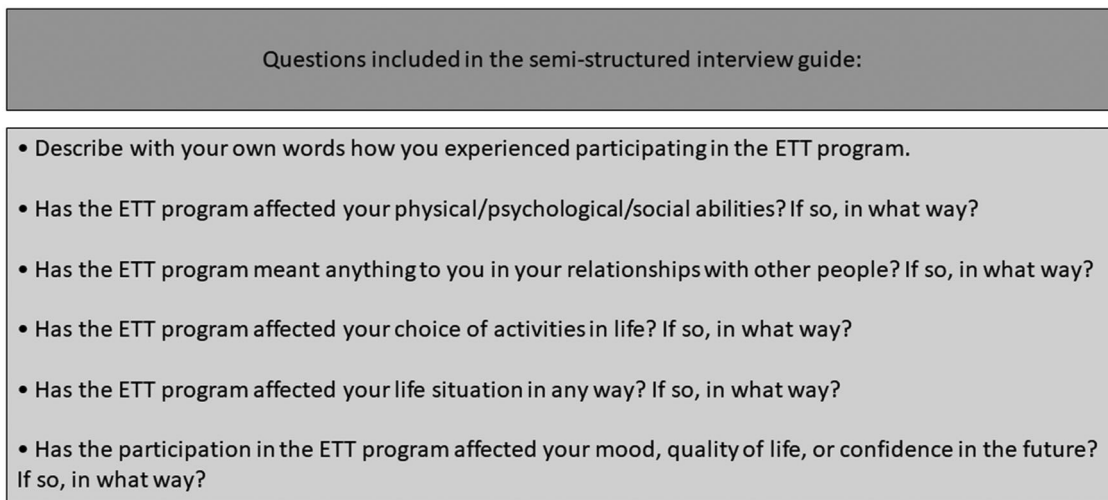 Questions included in the semi-structured interview guide:
• Describe with your own words how you experienced participating in the ETT program.
• Has the ETT program affected your physical/psychological/social abilities? If so, in what way?
• Has the ETT program meant anything to you in your relationships with other people? If so, in what way?
• Has the ETT program affected your choice of activities in life? If so, in what way?
• Has the ETT program affected your life situation in any way? If so, in what way?
• Has the participation in the ETT program affected your mood, quality of life, or confidence in the future?
If so, in what way?